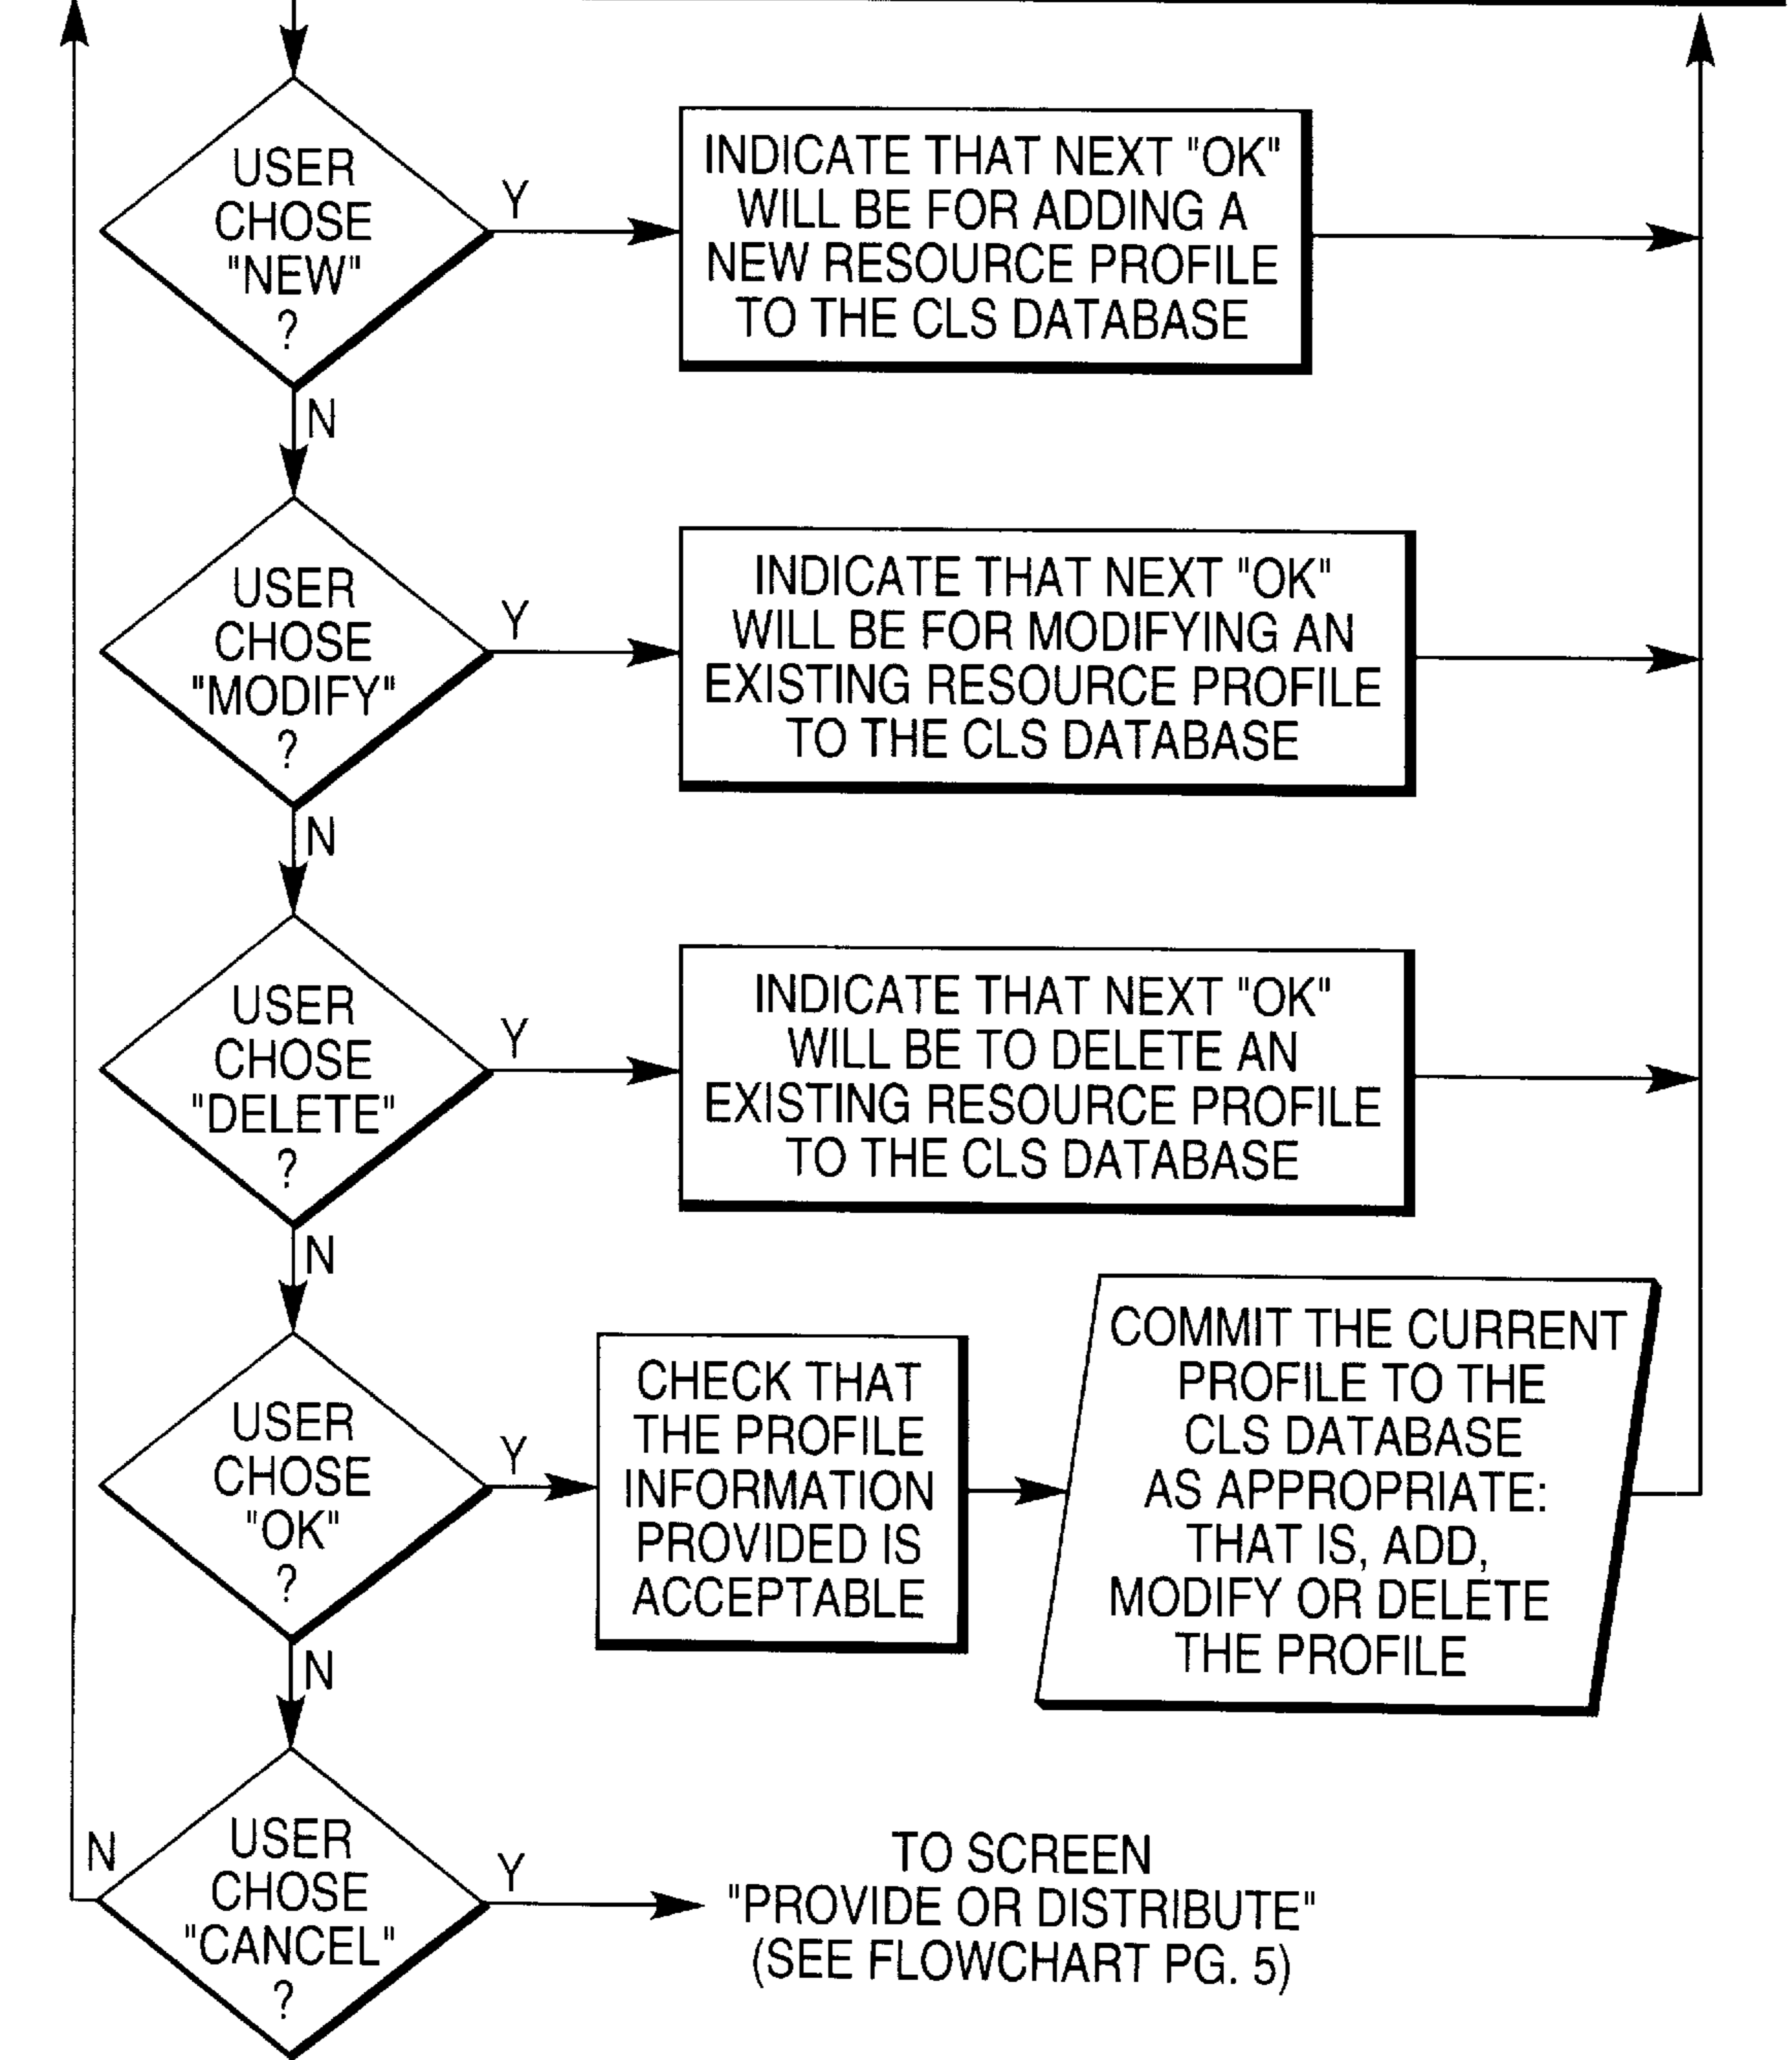 USER
CHOSE
"NEW"
?
Y
INDICATE THAT NEXT "OK"
WILL BE FOR ADDING A
NEW RESOURCE PROFILE
TO THE CLS DATABASE
N
USER
CHOSE
"MODIFY"
?
Y
INDICATE THAT NEXT "OK"
WILL BE FOR MODIFYING AN
EXISTING RESOURCE PROFILE
TO THE CLS DATABASE
N
USER
CHOSE
"DELETE"
?
Y
INDICATE THAT NEXT "OK"
WILL BE TO DELETE AN
EXISTING RESOURCE PROFILE
TO THE CLS DATABASE
N
USER
CHOSE
"OK"
?
Y
CHECK THAT
THE PROFILE
INFORMATION
PROVIDED IS
ACCEPTABLE
COMMIT THE CURRENT
PROFILE TO THE
CLS DATABASE
AS APPROPRIATE:
THAT IS, ADD,
MODIFY OR DELETE
THE PROFILE
N
USER
CHOSE
"CANCEL"
?
N
Y
TO SCREEN
"PROVIDE OR DISTRIBUTE"
(SEE FLOWCHART PG. 5)